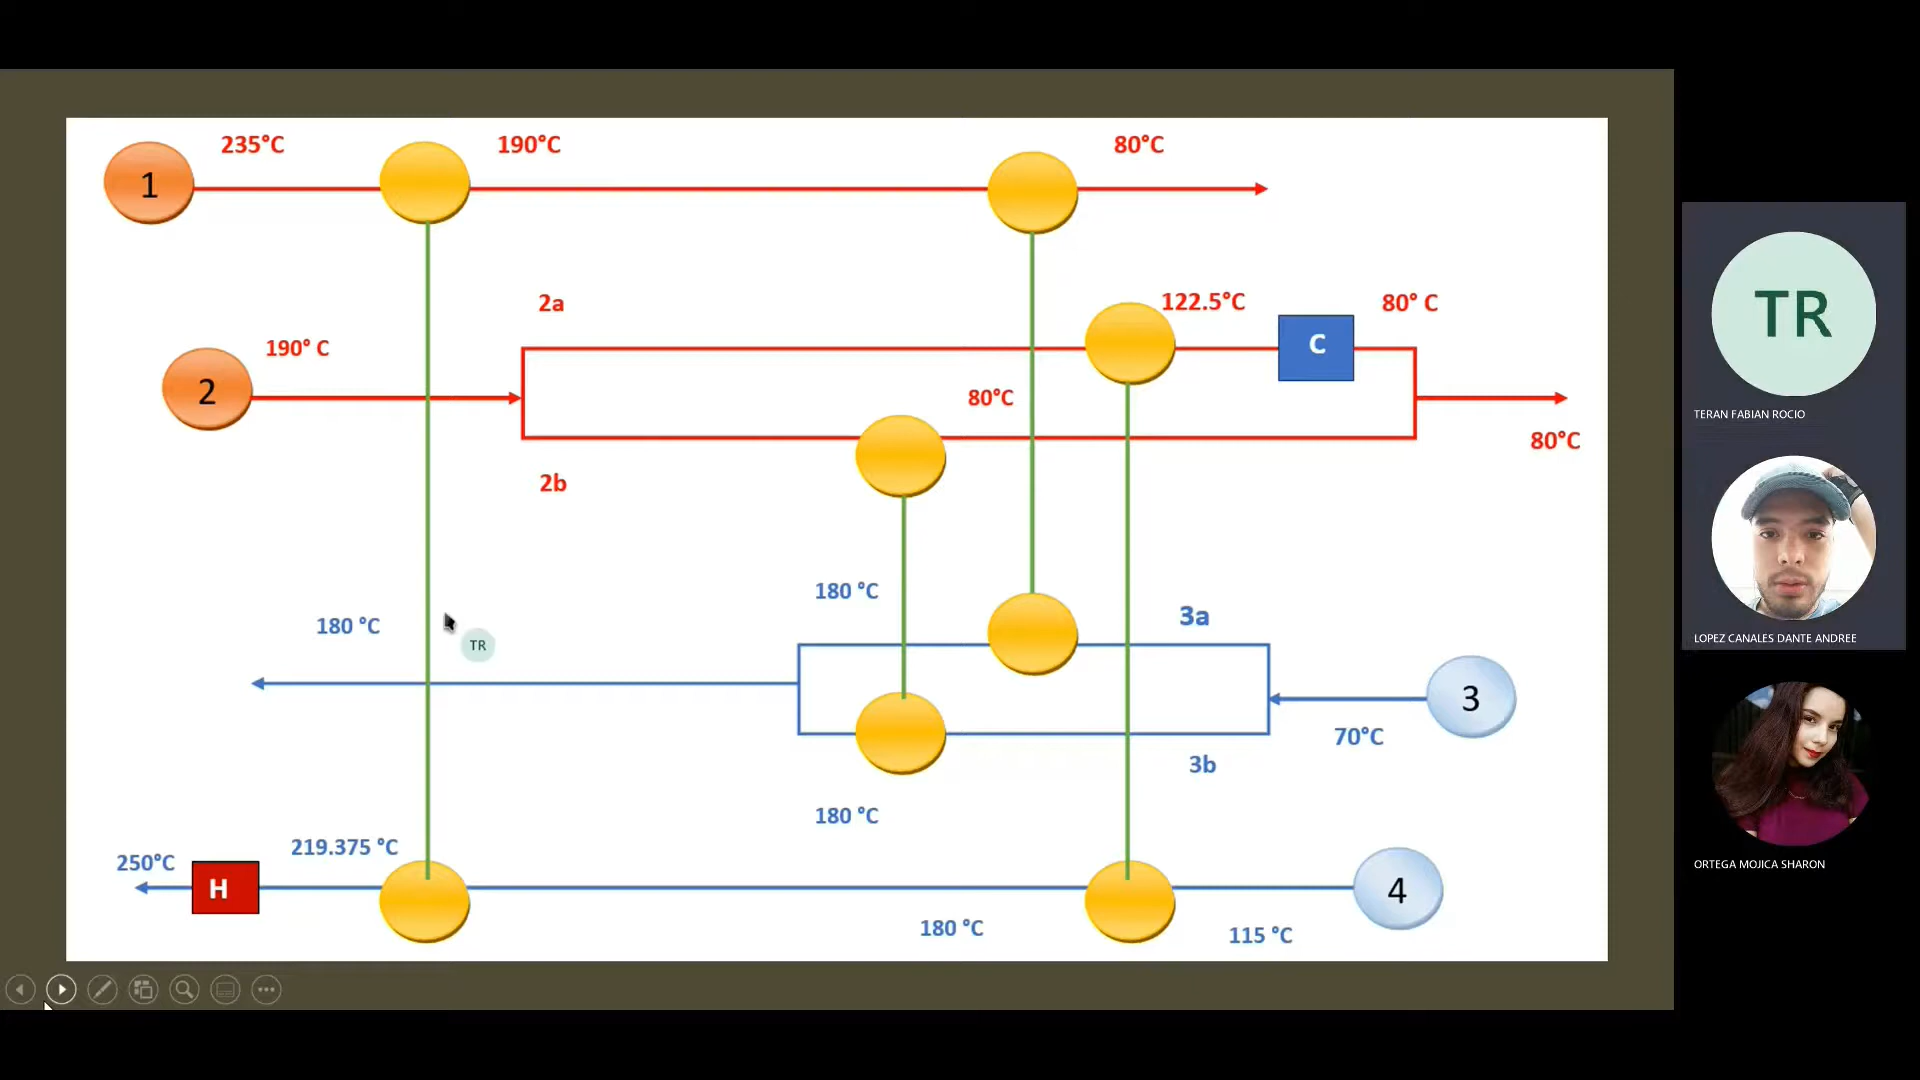 235°C
190°C
80°C
1
2a
122.5°C
80° C
C
190° C
2
80°C
80°C
2b
180 °C
3a
180 °C
TR
3
70°C
3b
180 °C
219.375 °C
250°C
H
4
180 °C
115 °C
TR
TERAN FABIAN ROCIO
LOPEZ CANALES DANTE ANDREE
ORTEGA MOJICA SHARON